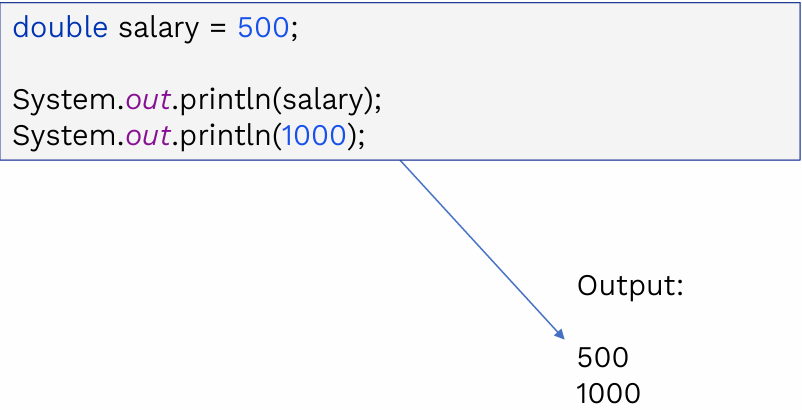 double salary = 500;
System.out.println(salary);
System.out.println(1000);
Output:
500
1000